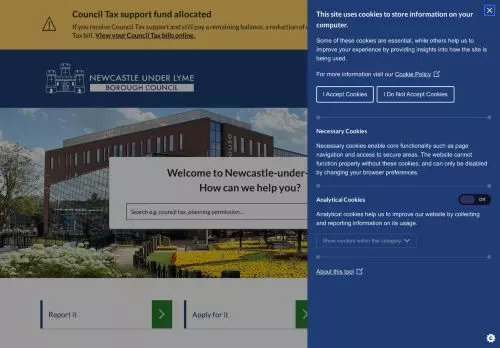 Council Tax support fund allocated
If you receive Council Tax support and still pay a remaining balance, a reduction of u
Tax bill. View your Council Tax bills online.
NEWCASTLE UNDER LYME
BOROUGH COUNCIL
Welcome to Newcastle-under-
How can we help you?
Search e.g. council tax, planning permission...
Report it
Apply for it
This site uses cookies to store information on your
computer.
Some of these cookies are essential, while others help us to
improve your experience by providing insights into how the site is
being used.
For more information visit our Cookie Policy
I Accept Cookies
I Do Not Accept Cookies
Necessary Cookies
Necessary cookies enable core functionality such as page
navigation and access to secure areas. The website cannot
function properly without these cookies, and can only be disabled
by changing your browser preferences.
Analytical Cookies
Off
Analytical cookies help us to improve our website by collecting
and reporting information on its usage.
Show vendors within this category
About this tool